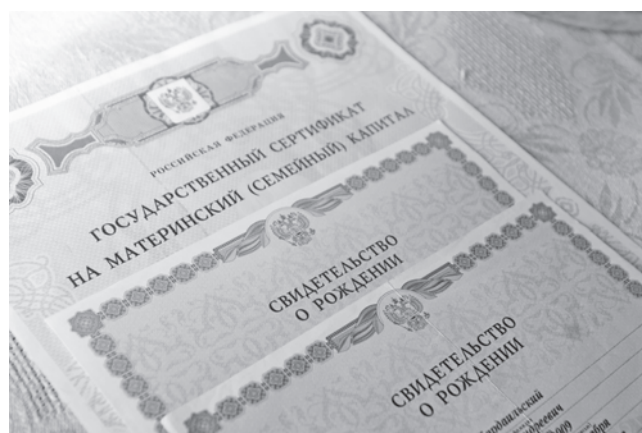 РОССИЙСКАЯ ФЕДЕРАЦИЯ
ГОСУДАРСТВЕННЫЙ СЕРТИФИКАТ
НА МАТЕРИНСКИЙ (СЕМЕЙНЫЙ) КАПИТАЛ
СВИДЕТЕЛЬСТВО
О РОЖДЕНИИ
СВИДЕТЕЛЬСТВО
О РОЖДЕНИИ